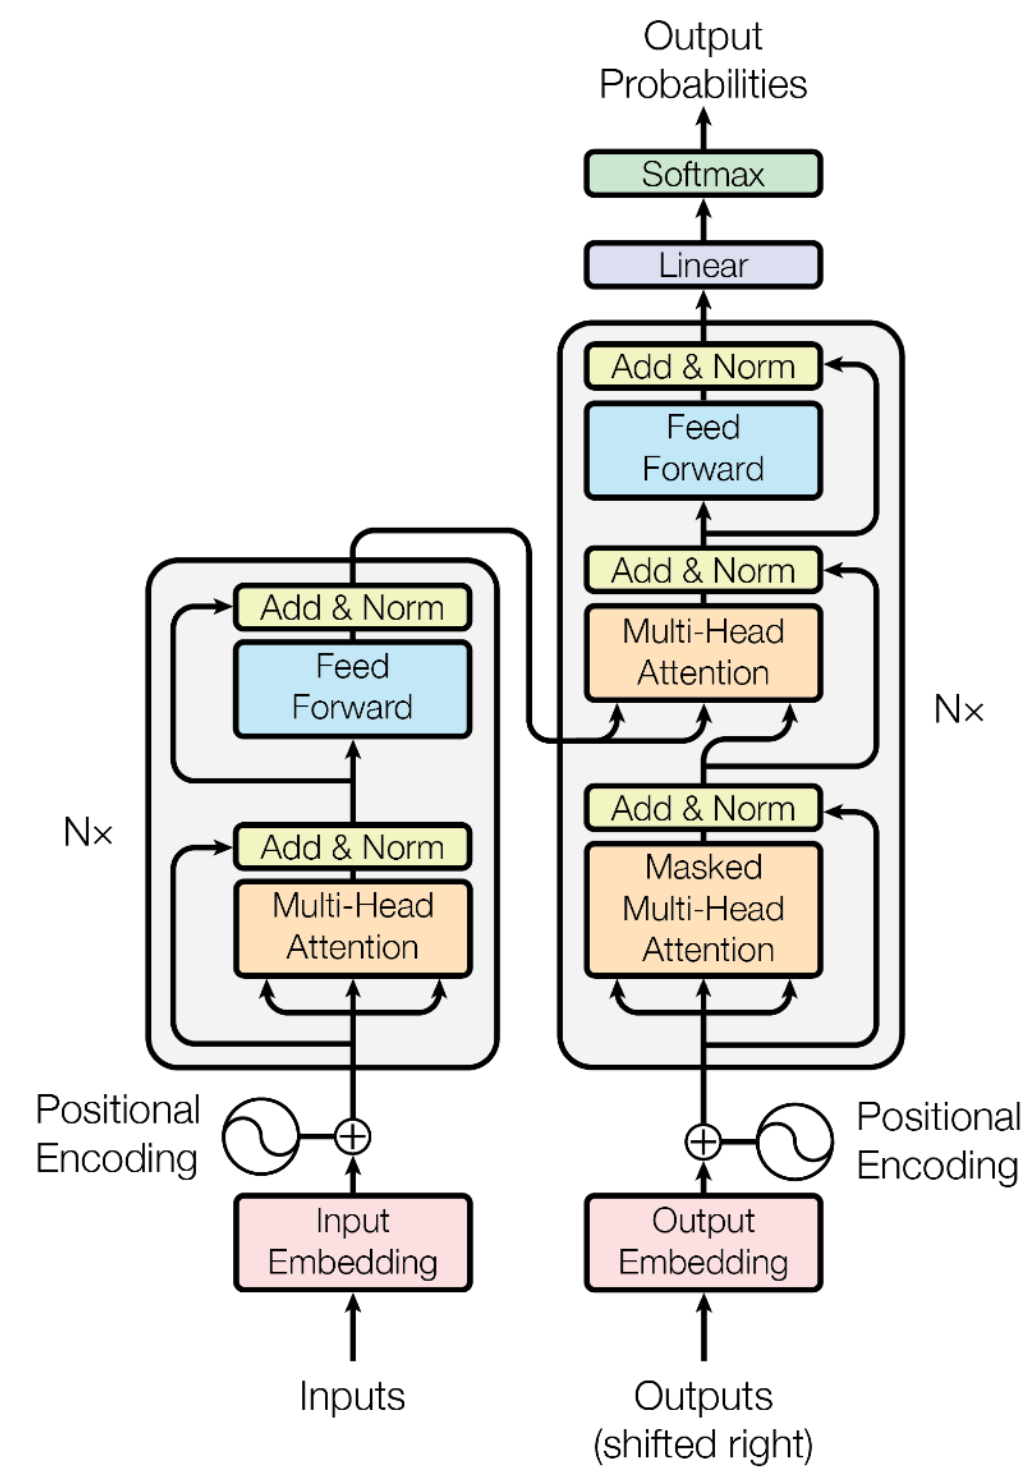 Output
Probabilities
Softmax
Linear
Add & Norm
Feed
Forward
Add & Norm
Multi-Head
Attention
Nx
Add & Norm
Masked
Multi-Head
Attention
Add & Norm
Feed
Forward
Nx
Add & Norm
Multi-Head
Attention
Positional
Encoding
Positional
Encoding
Input
Embedding
Output
Embedding
Inputs
Outputs
(shifted right)